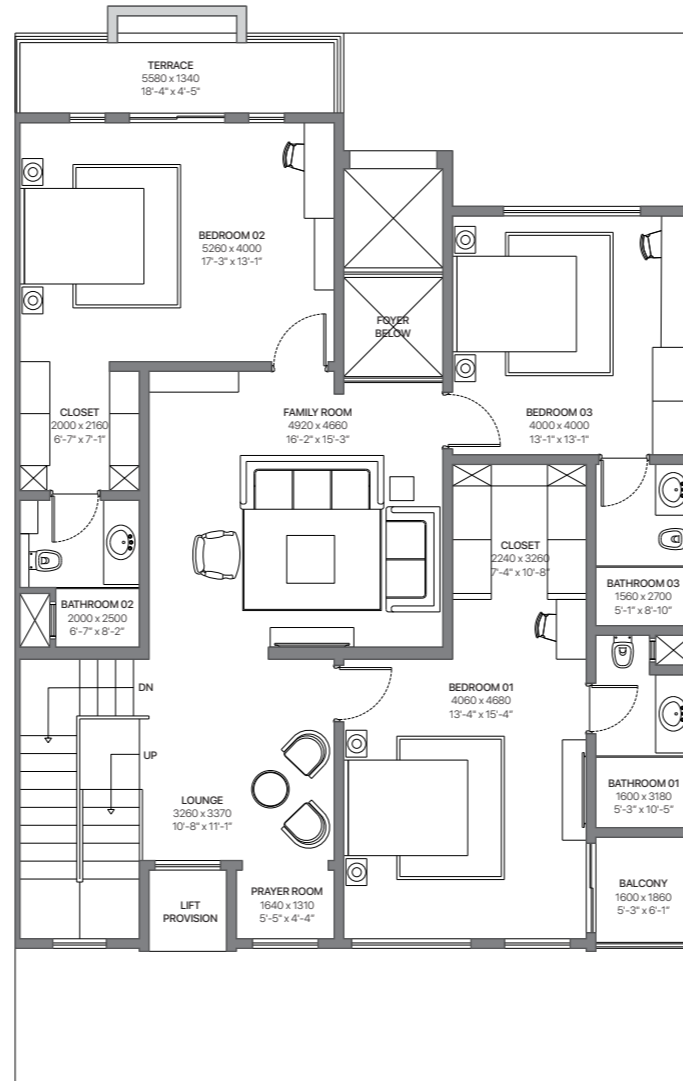 TERRACE
5580 x 1340
18'-4" x 4'-5"
BEDROOM 02
5260 x 4000
17'-3" x 13'-1"
FOYER
BELOW
CLOSET
2000 x 2160
6'-7" x 7'-1"
FAMILY ROOM
4920 x 4660
16'-2" x 15'-3"
BEDROOM 03
4000 x 4000
13'-1" x 13'-1"
CLOSET
2240 x 3260
7'-4" x 10'-8"
BATHROOM 03
1560 x 2700
5'-1" x 8'-10"
BATHROOM 02
2000 x 2500
6'-7" x 8'-2"
DN
UP
BEDROOM 01
4060 x 4680
13'-4" x 15'-4"
LOUNGE
3260 x 3370
10'-8" x 11'-1"
BATHROOM 01
1600 x 3180
5'-3" x 10'-5"
LIFT
PROVISION
PRAYER ROOM
1640 x 1310
5'-5" x 4'-4"
BALCONY
1600 x 1860
5'-3" x 6'-1"